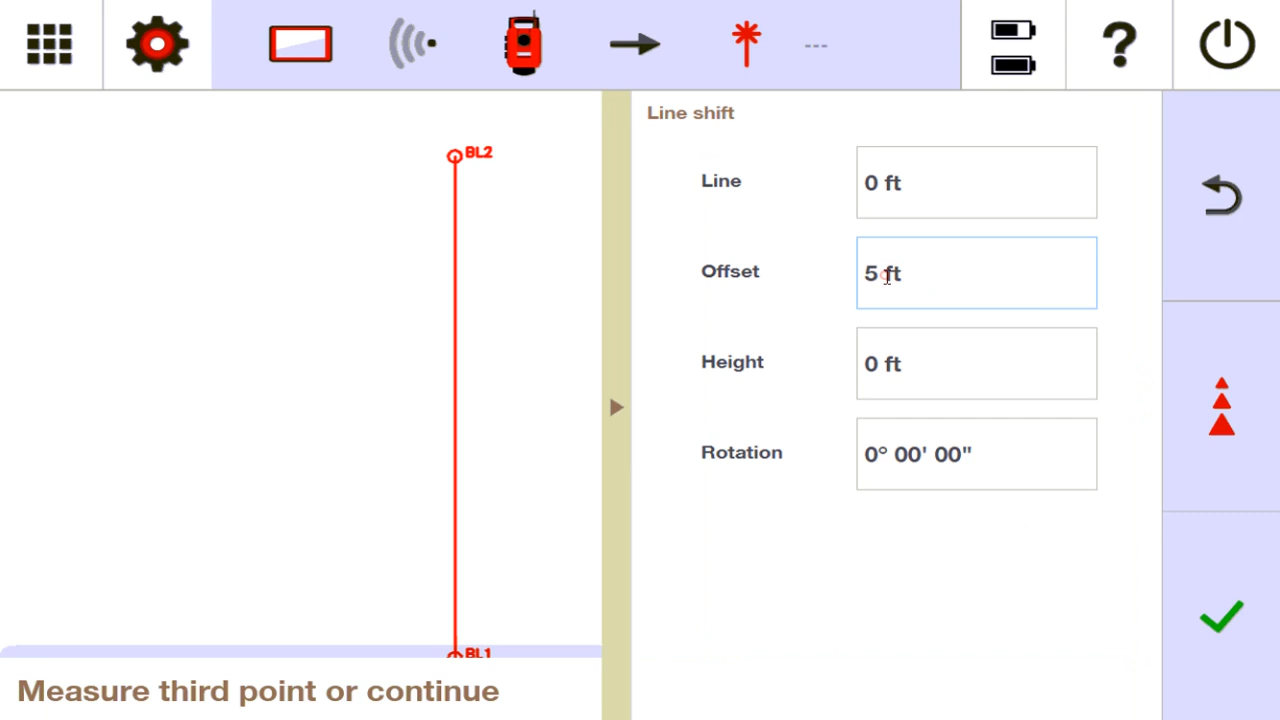 ?
---
BL2
BL1
Measure third point or continue
Line shift
Line
0 ft
Offset
5 ft
Height
0 ft
Rotation
0° 00' 00"